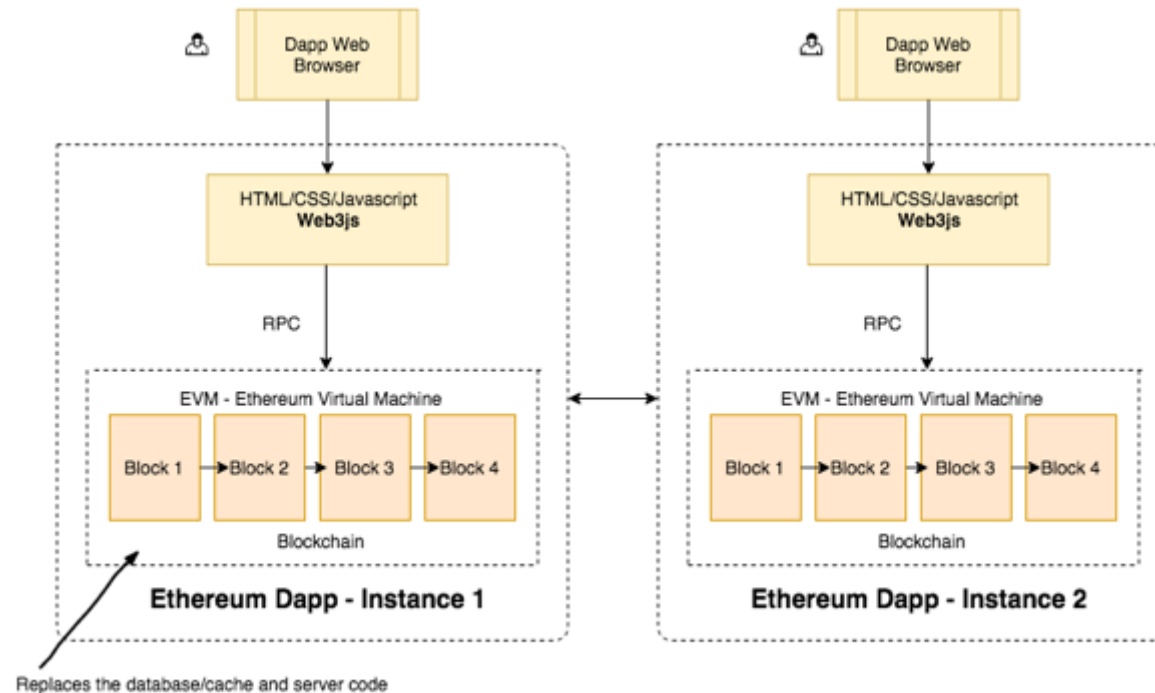 Dapp Web
Browser
Dapp Web
Browser
HTML/CSS/Javascript
Web3js
HTML/CSS/Javascript
Web3js
RPC
RPC
EVM - Ethereum Virtual Machine
EVM - Ethereum Virtual Machine
Block 1
Block 2
Block 3
Block 4
Block 1
Block 2
Block 3
Block 4
Blockchain
Blockchain
Ethereum Dapp - Instance 1
Ethereum Dapp - Instance 2
Replaces the database/cache and server code